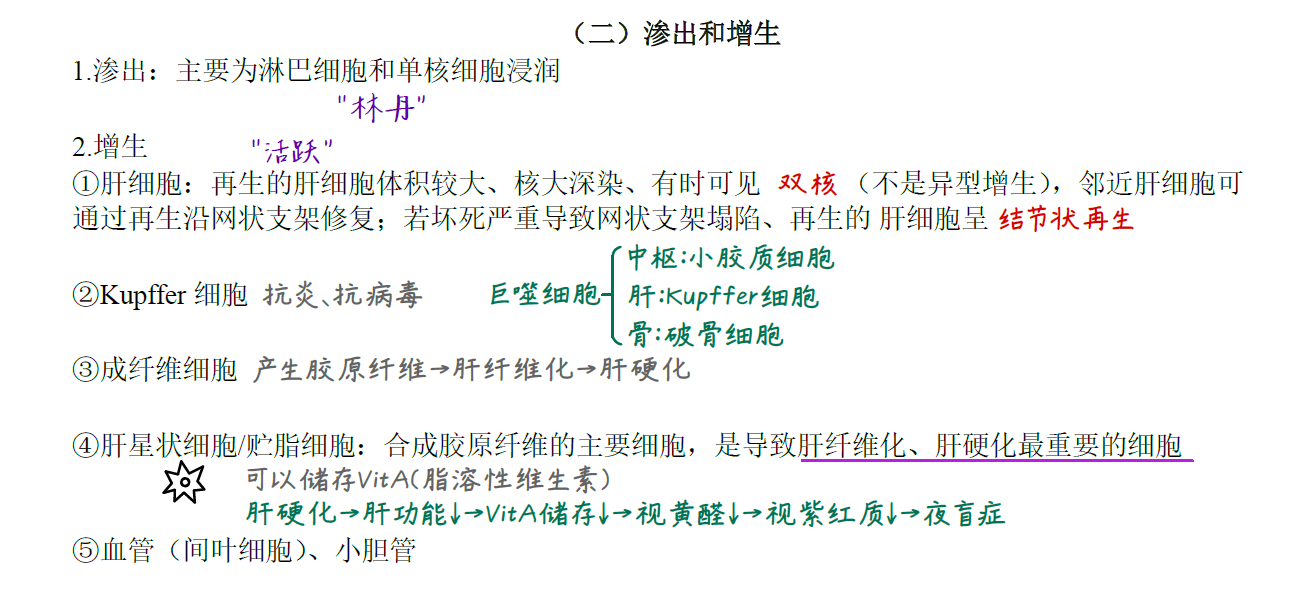 （二）渗出和增生
1.渗出：主要为淋巴细胞和单核细胞浸润
"林丹"
2.增生 "活跃"
①肝细胞：再生的肝细胞体积较大、核大深染、有时可见 双核 （不是异型增生），邻近肝细胞可
通过再生沿网状支架修复；若坏死严重导致网状支架塌陷、再生的 肝细胞呈 结节状再生
中枢:小胶质细胞
②Kupffer 细胞 抗炎、抗病毒 巨噬细胞 肝:Kupffer细胞
骨:破骨细胞
③成纤维细胞 产生胶原纤维→肝纤维化→肝硬化
④肝星状细胞/贮脂细胞：合成胶原纤维的主要细胞，是导致肝纤维化、肝硬化最重要的细胞
可以储存VitA(脂溶性维生素)
肝硬化→肝功能↓→VitA储存↓→视黄醛↓→视紫红质↓→夜盲症
⑤血管（间叶细胞）、小胆管